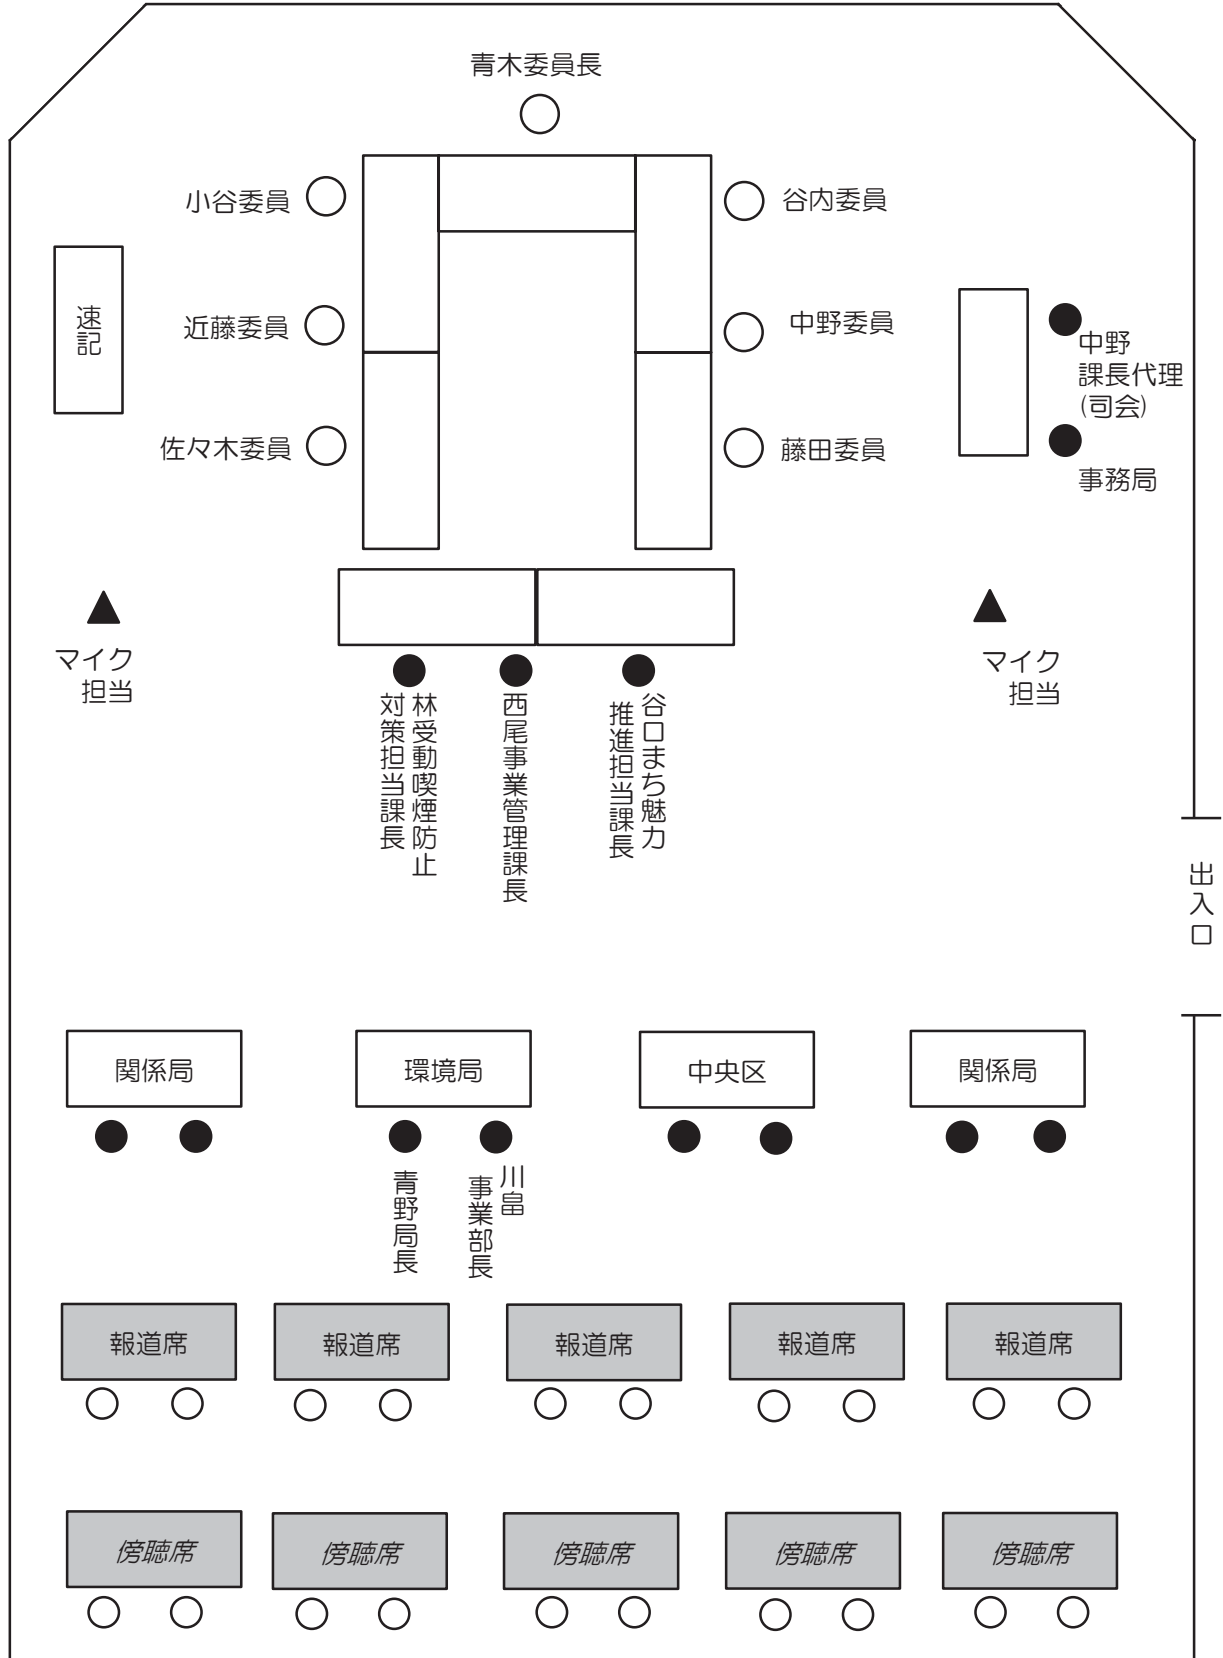 青木委員長
小谷委員
谷内委員
速記
近藤委員
中野委員
中野
課長代理
(司会)
佐々木委員
藤田委員
事務局
マイク
担当
マイク
担当
林受動喫煙防止
対策担当課長
西尾事業管理課長
谷口まち魅力
推進担当課長
出入口
関係局
環境局
中央区
関係局
青野局長
川畠
事業部長
報道席
報道席
報道席
報道席
報道席
傍聴席
傍聴席
傍聴席
傍聴席
傍聴席